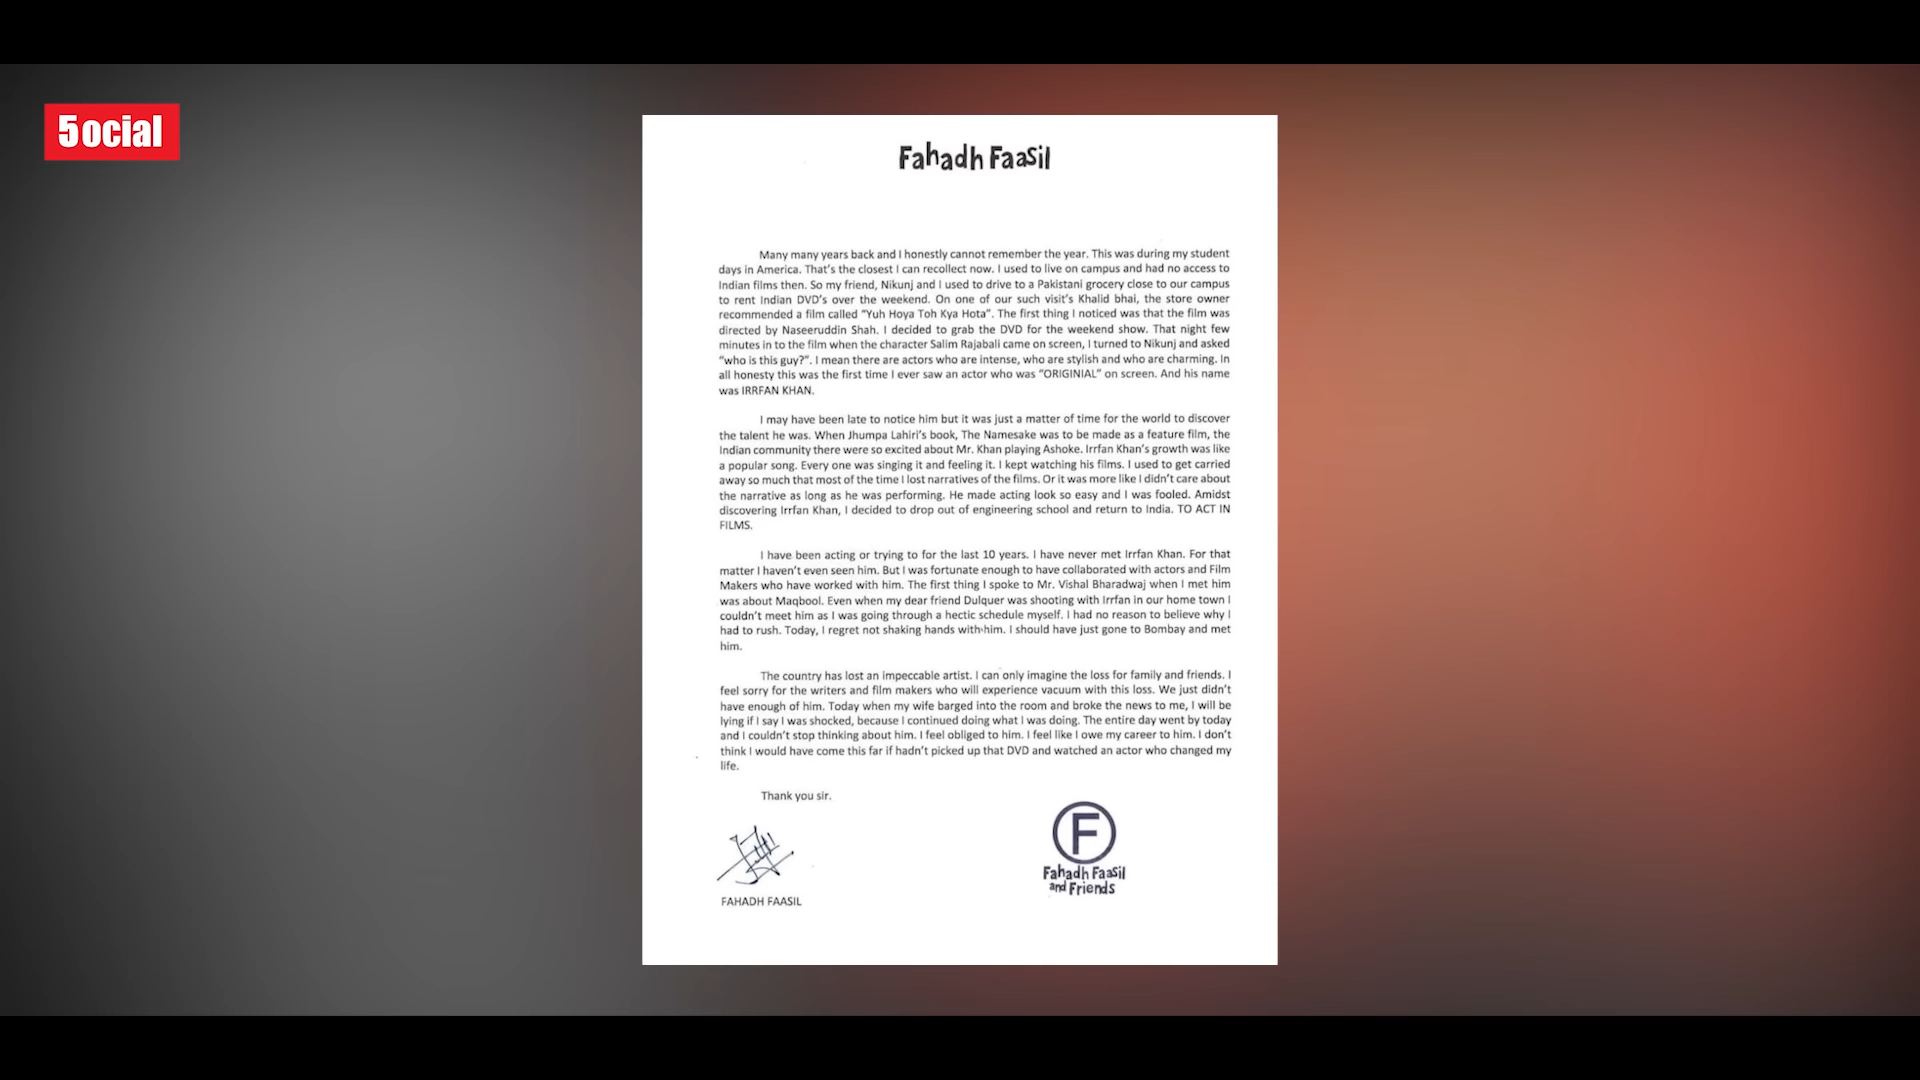 5ocial
Fahadh Faasil
Many many years back and I honestly cannot remember the year. This was during my student
days in America. That's the closest I can recollect now. I used to live on campus and had no access to
Indian films then. So my friend, Nikunj and I used to drive to a Pakistani grocery close to our campus
to rent Indian DVD's over the weekend. On one of our such visit's Khalid bhai, the store owner
recommended a film called "Yuh Hoya Toh Kya Hota". The first thing I noticed was that the film was
directed by Naseeruddin Shah. I decided to grab the DVD for the weekend show. That night few
minutes in to the film when the character Salim Rajabali came on screen, I turned to Nikunj and asked
"who is this guy?". I mean there are actors who are intense, who are stylish and who are charming. In
all honesty this was the first time I ever saw an actor who was "ORIGINIAL" on screen. And his name
was IRRFAN KHAN.
I may have been late to notice him but it was just a matter of time for the world to discover
the talent he was. When Jhumpa Lahiri's book, The Namesake was to be made as a feature film, the
Indian community there were so excited about Mr. Khan playing Ashoke. Irrfan Khan's growth was like
a popular song. Every one was singing it and feeling it. I kept watching his films. I used to get carried
away so much that most of the time I lost narratives of the films. Or it was more like I didn't care about
the narrative as long as he was performing. He made acting look so easy and I was fooled. Amidst
discovering Irrfan Khan, I decided to drop out of engineering school and return to India. TO ACT IN
FILMS.
I have been acting or trying to for the last 10 years. I have never met Irrfan Khan. For that
matter I haven't even seen him. But I was fortunate enough to have collaborated with actors and Film
Makers who have worked with him. The first thing I spoke to Mr. Vishal Bharadwaj when I met him
was about Maqbool. Even when my dear friend Dulquer was shooting with Irrfan in our home town I
couldn't meet him as I was going through a hectic schedule myself. I had no reason to believe why I
had to rush. Today, I regret not shaking hands with him. I should have just gone to Bombay and met
him.
The country has lost an impeccable artist. I can only imagine the loss for family and friends. I
feel sorry for the writers and film makers who will experience vacuum with this loss. We just didn't
have enough of him. Today when my wife barged into the room and broke the news to me, I will be
lying if I say I was shocked, because I continued doing what I was doing. The entire day went by today
and I couldn't stop thinking about him. I feel obliged to him. I feel like I owe my career to him. I don't
think I would have come this far if hadn't picked up that DVD and watched an actor who changed my
life.
Thank you sir.
F
Fahadh Faasil
and Friends
FAHADH FAASIL